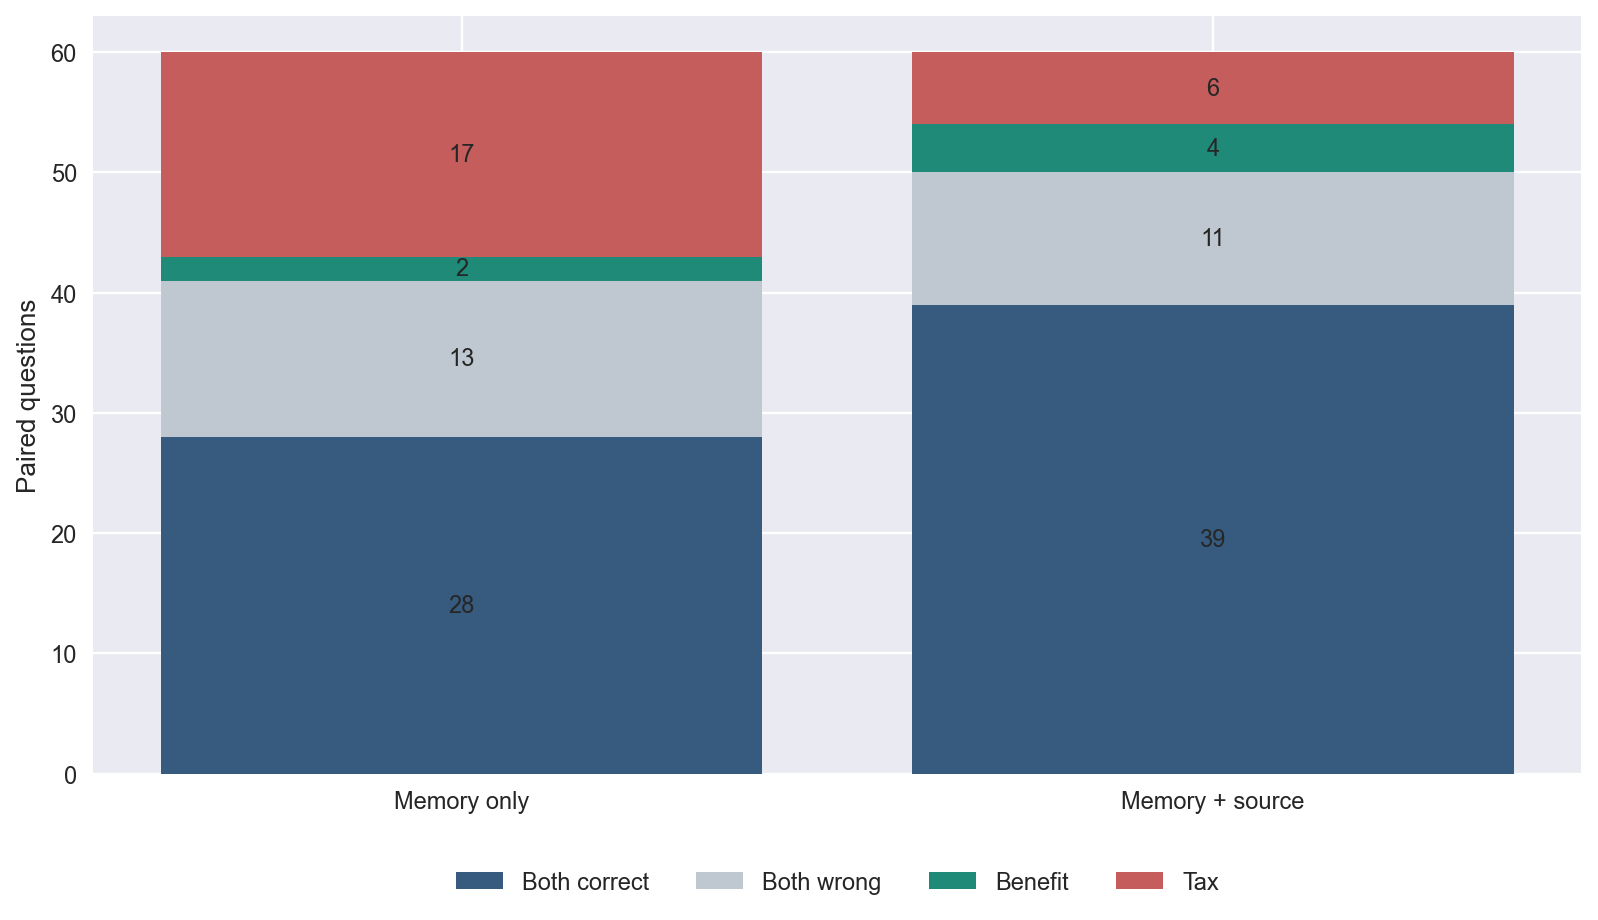 60
50
40
30
20
10
0
Paired questions
17
2
13
28
6
4
11
39
Memory only
Memory + source
Both correct
Both wrong
Benefit
Tax